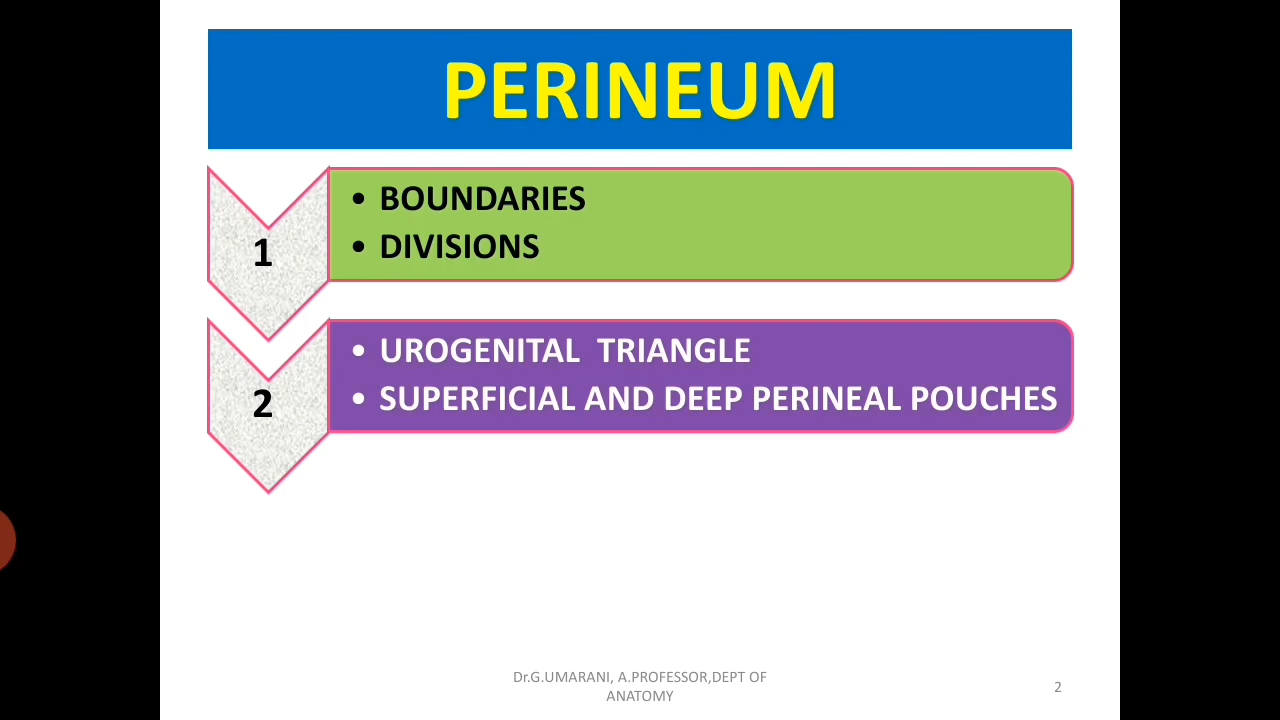 PERINEUM
1
• BOUNDARIES
• DIVISIONS
2
• UROGENITAL  TRIANGLE
• SUPERFICIAL AND DEEP PERINEAL POUCHES
Dr.G.UMARANI, A.PROFESSOR,DEPT OF
ANATOMY
2